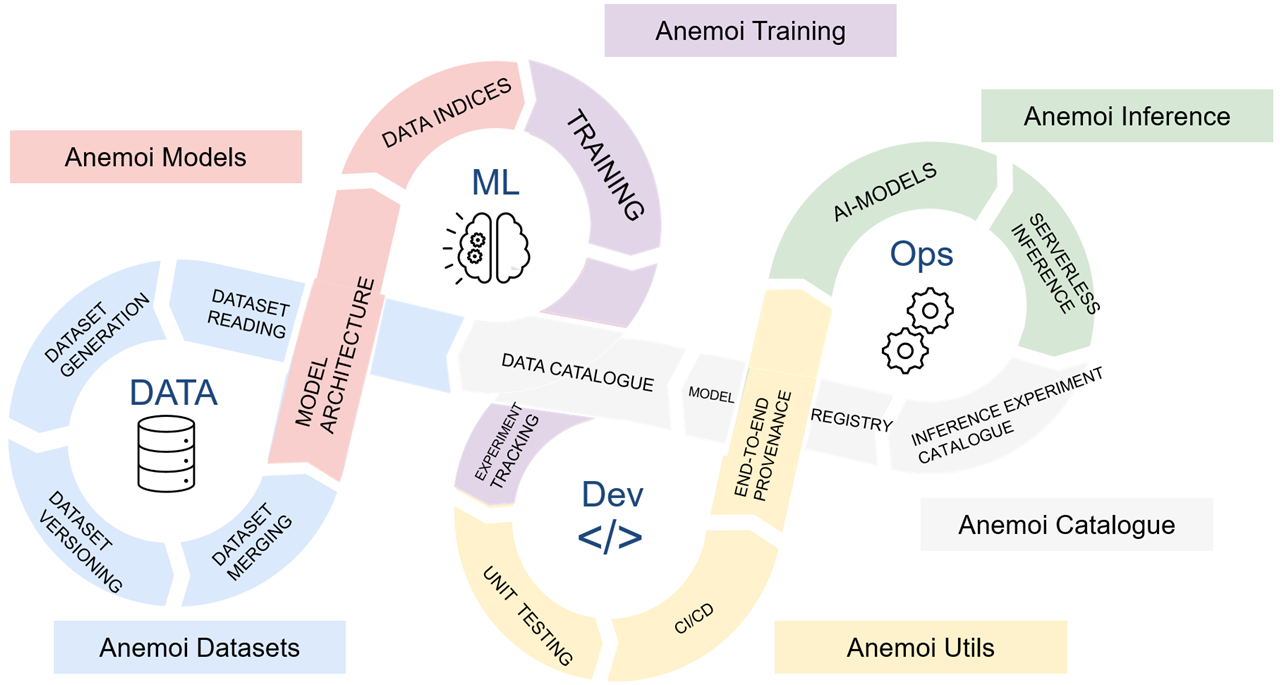 Anemoi Training
Anemoi Inference
Anemoi Models
DATA INDICES
TRAINING
ML
AI-MODELS
SERVERLESS
INFERENCE
Ops
DATASET
GENERATION
DATASET
READING
MODEL
ARCHITECTURE
DATA
DATA CATALOGUE
MODEL
REGISTRY
INFERENCE EXPERIMENT
CATALOGUE
END-TO-END
PROVENANCE
EXPERIMENT
TRACKING
Dev
</>
DATASET
VERSIONING
DATASET
MERGING
UNIT TESTING
CI/CD
Anemoi Catalogue
Anemoi Datasets
Anemoi Utils